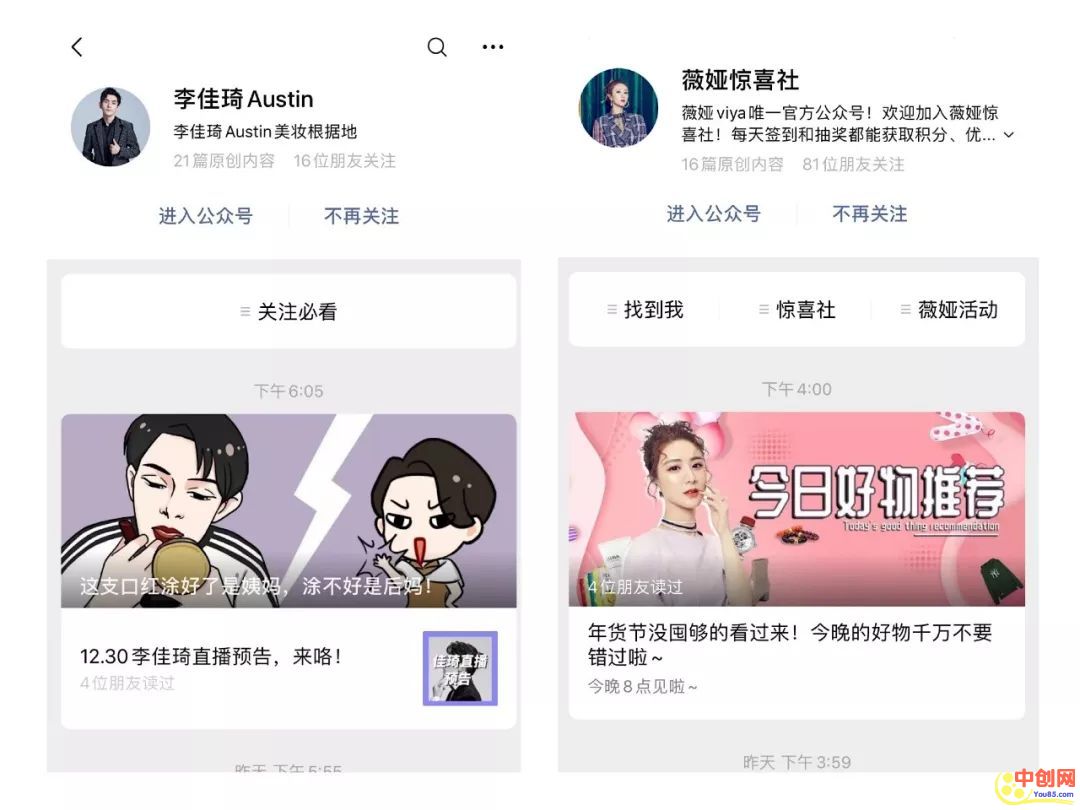 李佳琦Austin
李佳琦Austin美妆根据地
21篇原创内容 16位朋友关注
进入公众号 不再关注
关注必看
下午6:05
这支口红涂好了是姨妈，涂不好是后妈！
12.30李佳琦直播预告，来咯！
4位朋友读过
佳琦直播
预告
昨天 下午5:55
薇娅惊喜社
薇娅viya唯一官方公众号！欢迎加入薇娅惊
喜社！每天签到和抽奖都能获取积分、优...
16篇原创内容 81位朋友关注
进入公众号 不再关注
找到我 惊喜社 薇娅活动
下午4:00
今日好物推荐
Today's good thing recommendation
4位朋友读过
年货节没囤够的看过来！今晚的好物千万不要
错过啦~
今晚8点见啦~
昨天 下午3:59
中创网
You85.com